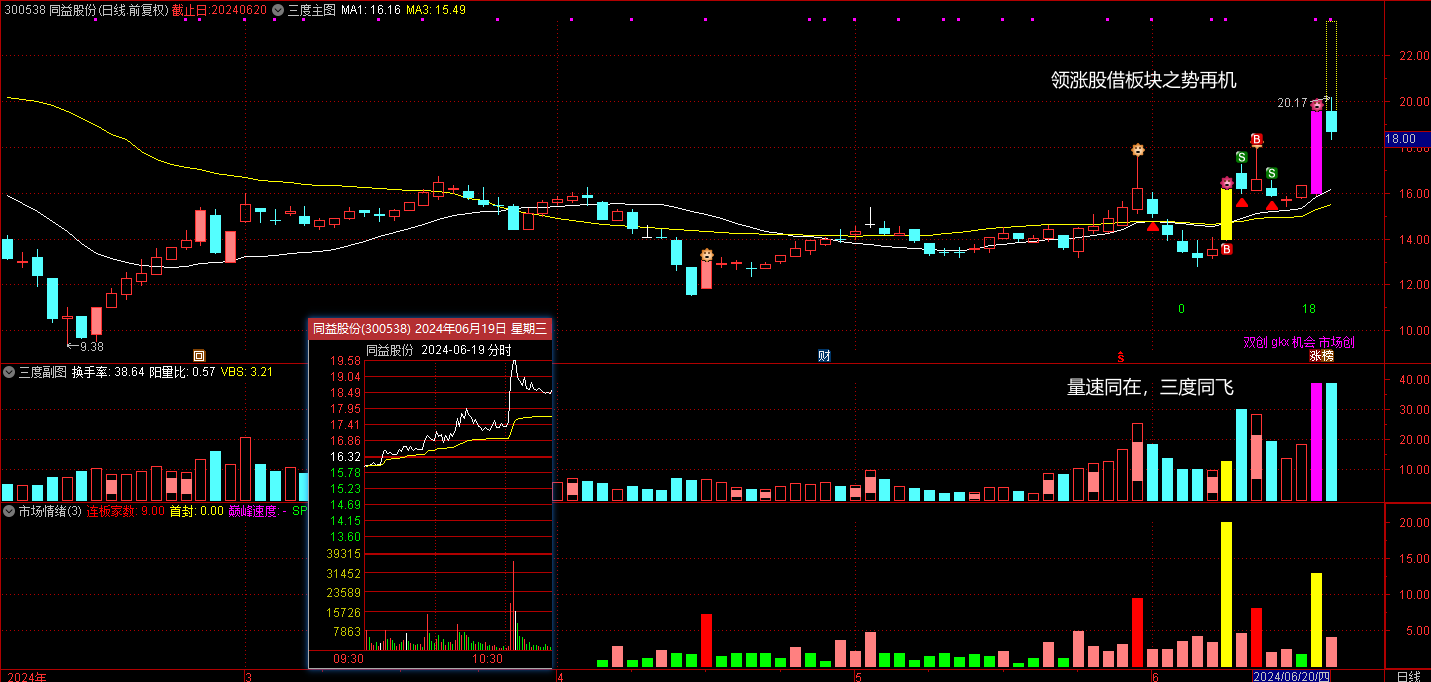 300538 同益股份(日线.前复权) 截止日:20240620 三度主图 MA1: 16.16 MA3: 15.49
领涨股借板块之势再机
22.00
20.00
18.00
18.00
16.00
14.00
12.00
10.00
20.17
S
B
S
B
0
18
9.38
双创 gkx 机会 市场创
回
财
ŝ
张榜
三度副图 换手率: 38.64 阳量比: 0.57 VBS: 3.21
量速同在，三度同飞
40.00
30.00
20.00
10.00
市场情绪(3) 连板家数: 9.00 首封: 0.00 巅峰速度: - SP
20.00
15.00
10.00
5.00
同益股份(300538) 2024年06月19日 星期三
同益股份 2024-06-19 分时
19.58
19.04
18.49
17.95
17.41
16.86
16.32
15.78
15.23
14.69
14.15
13.60
39315
31452
23589
15726
7863
09:30 10:30
2024年 3 4 5 6 2024/06/20/四 日线